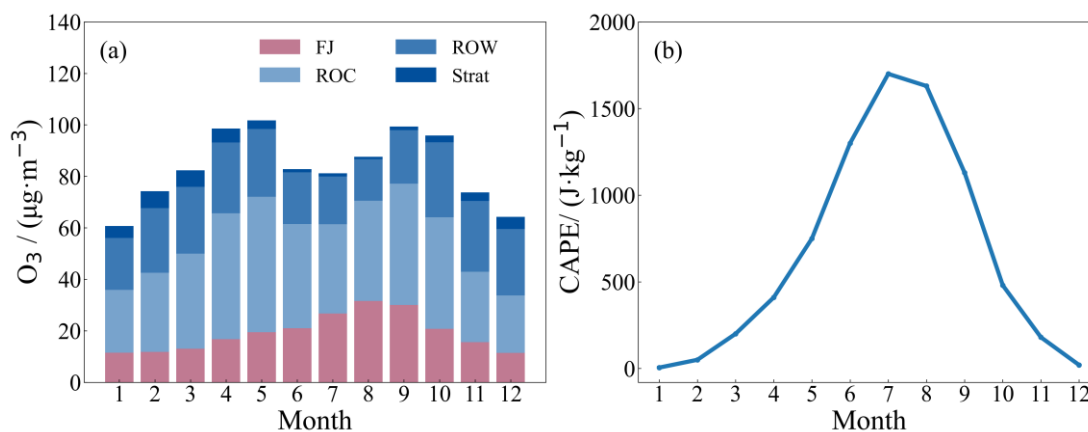 (a)
FJ
ROC
ROW
Strat
O₃ / (μg·m⁻³)
140
120
100
80
60
40
20
0
1 2 3 4 5 6 7 8 9 10 11 12
Month
(b)
CAPE/ (J·kg⁻¹)
2000
1500
1000
500
0
1 2 3 4 5 6 7 8 9 10 11 12
Month